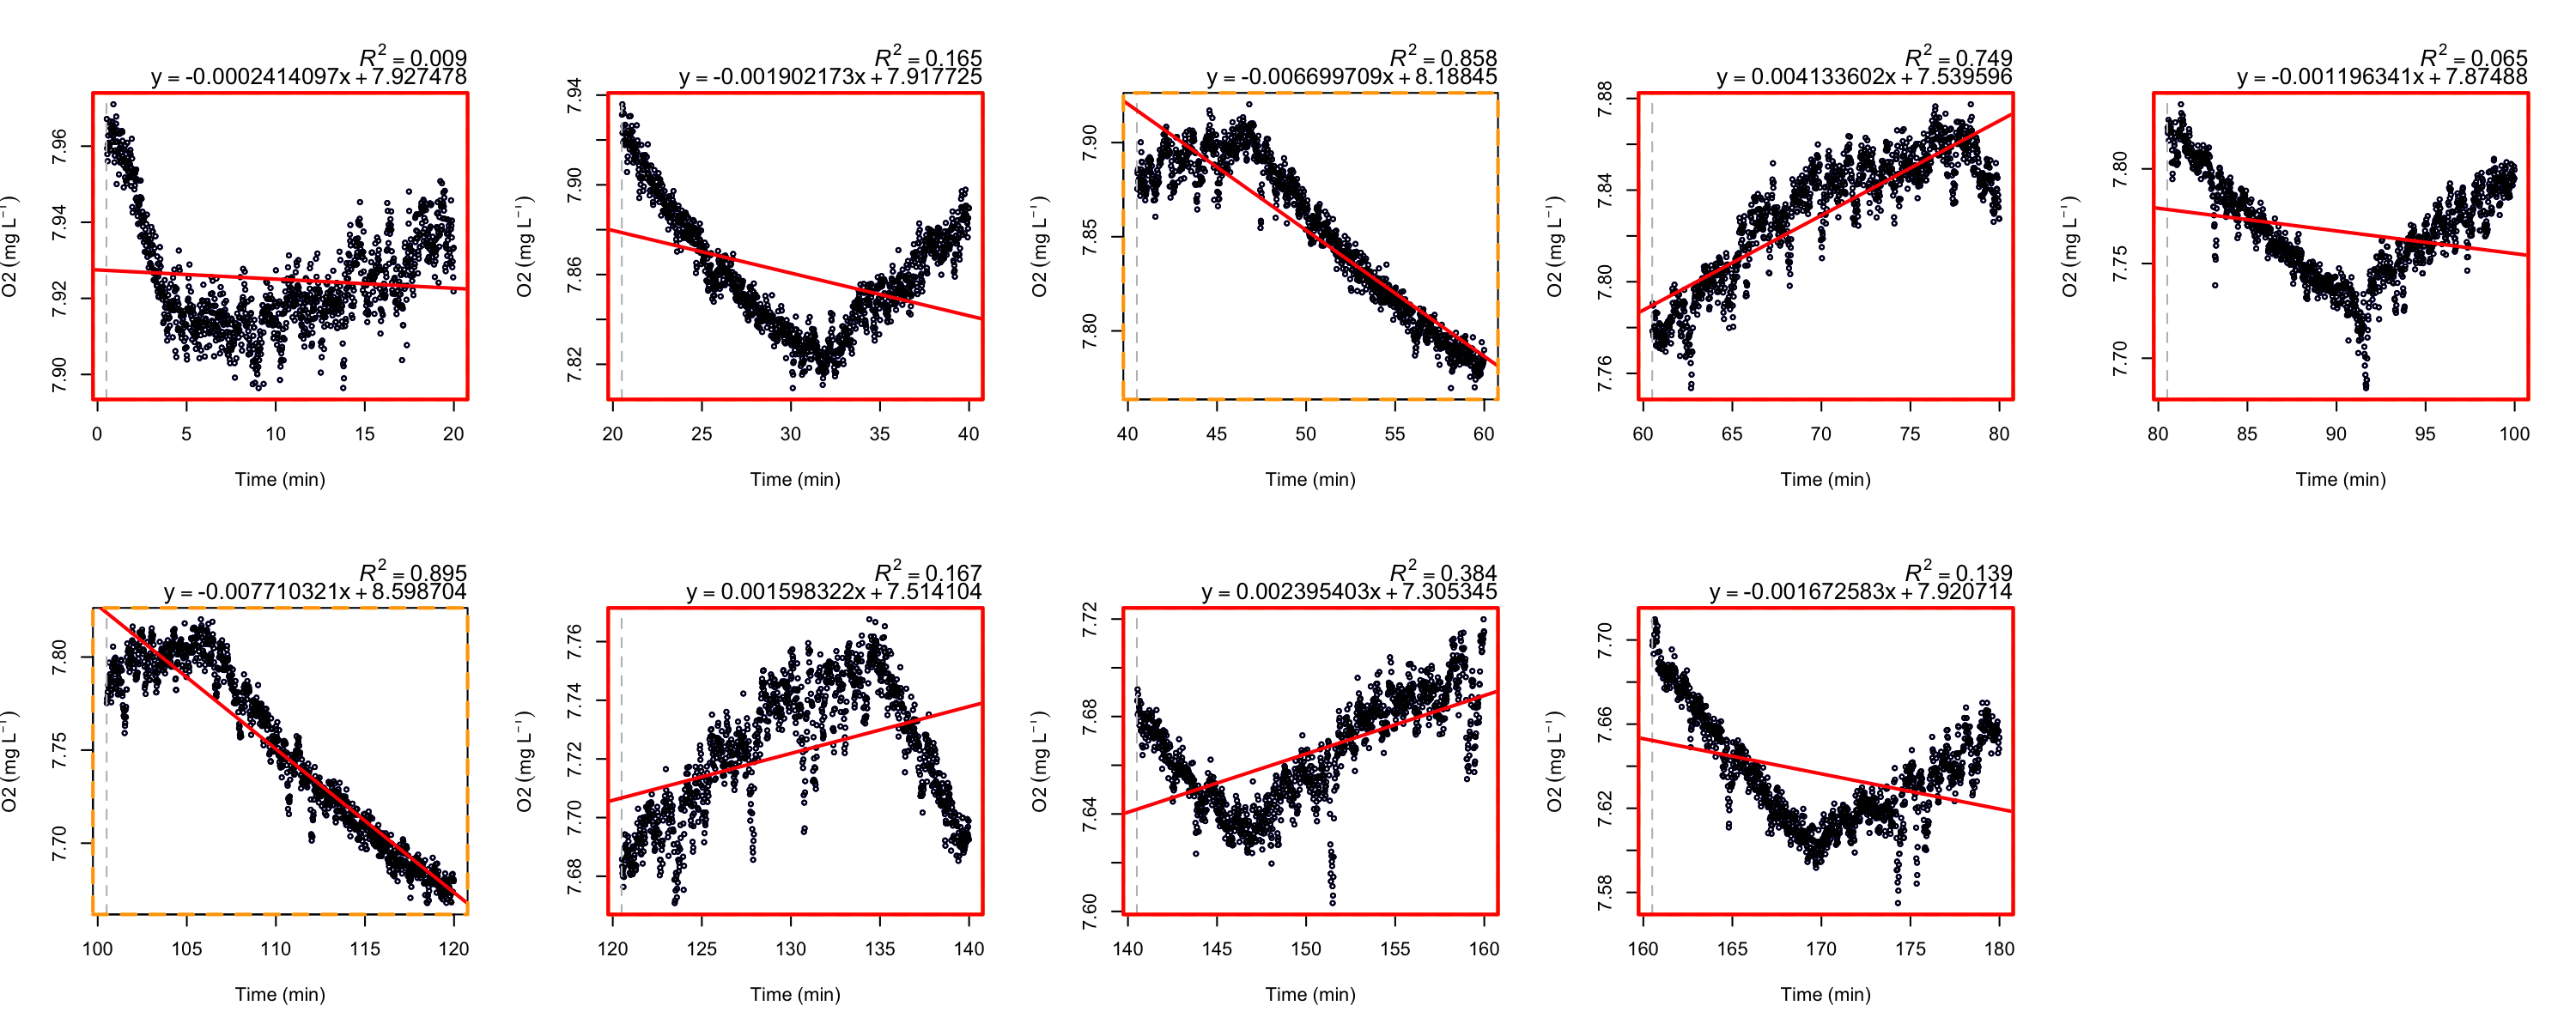 R² = 0.009
y = -0.0002414097x + 7.927478
O2 (mg L⁻¹)
7.90 7.92 7.94 7.96
0 5 10 15 20
Time (min)
R² = 0.165
y = -0.001902173x + 7.917725
O2 (mg L⁻¹)
7.82 7.86 7.90 7.94
20 25 30 35 40
Time (min)
R² = 0.858
y = -0.006699709x + 8.18845
O2 (mg L⁻¹)
7.80 7.85 7.90
40 45 50 55 60
Time (min)
R² = 0.749
y = 0.004133602x + 7.539596
O2 (mg L⁻¹)
7.76 7.80 7.84 7.88
60 65 70 75 80
Time (min)
R² = 0.065
y = -0.001196341x + 7.87488
O2 (mg L⁻¹)
7.70 7.75 7.80
80 85 90 95 100
Time (min)
R² = 0.895
y = -0.007710321x + 8.598704
O2 (mg L⁻¹)
7.70 7.75 7.80
100 105 110 115 120
Time (min)
R² = 0.167
y = 0.001598322x + 7.514104
O2 (mg L⁻¹)
7.68 7.70 7.72 7.74 7.76
120 125 130 135 140
Time (min)
R² = 0.384
y = 0.002395403x + 7.305345
O2 (mg L⁻¹)
7.60 7.64 7.68 7.72
140 145 150 155 160
Time (min)
R² = 0.139
y = -0.001672583x + 7.920714
O2 (mg L⁻¹)
7.58 7.62 7.66 7.70
160 165 170 175 180
Time (min)